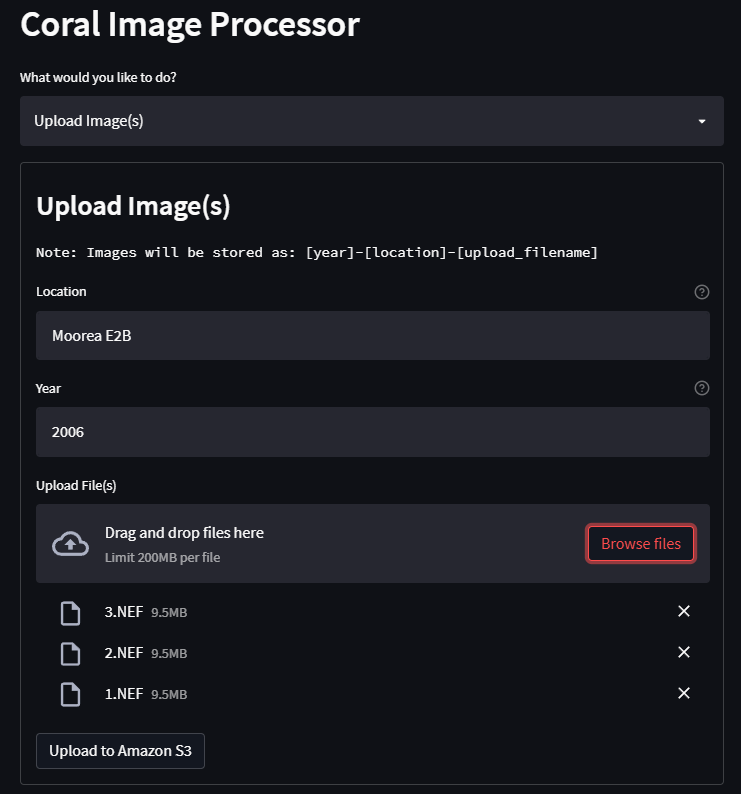 Coral Image Processor
What would you like to do?
Upload Image(s)
Upload Image(s)
Note: Images will be stored as: [year]-[location]-[upload_filename]
Location
Moorea E2B
Year
2006
Upload File(s)
Drag and drop files here
Limit 200MB per file
Browse files
3.NEF 9.5MB
2.NEF 9.5MB
1.NEF 9.5MB
Upload to Amazon S3